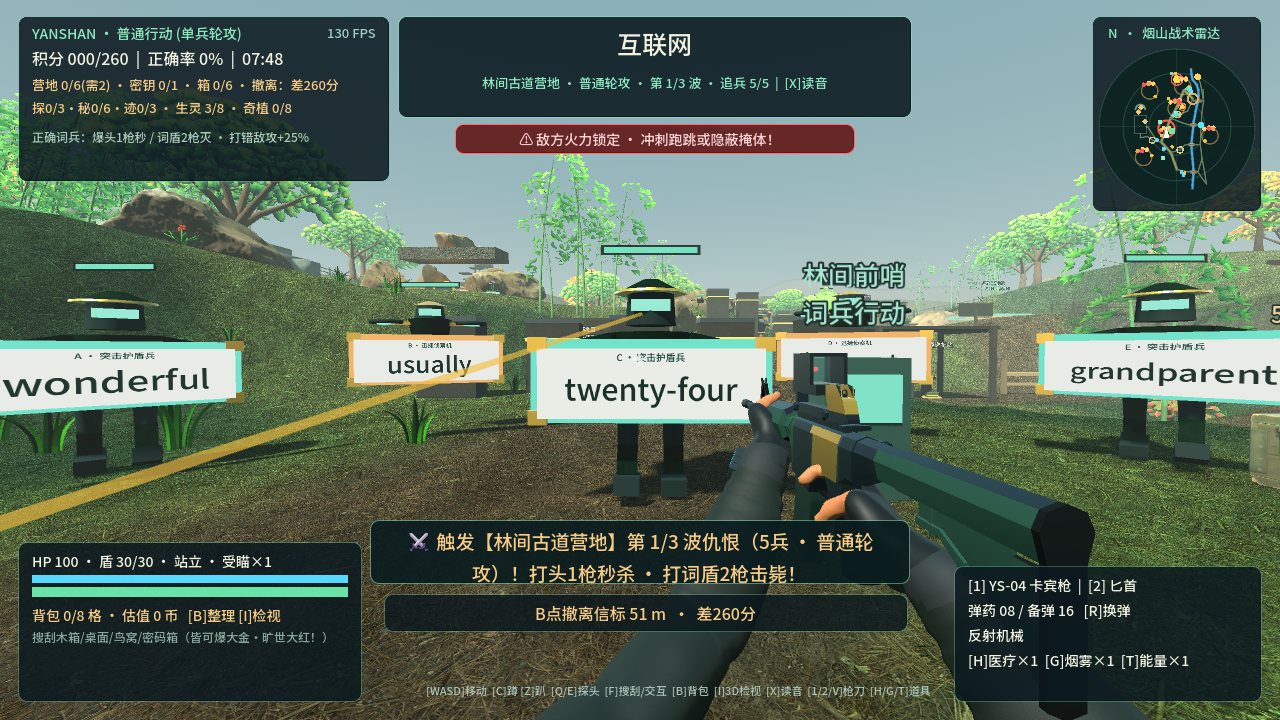 YANSHAN · 普通行动 (单兵轮攻) 130 FPS
积分 000/260 | 正确率 0% | 07:48
营地 0/6(需2) · 密钥 0/1 · 箱 0/6 · 撤离: 差260分
探0/3 · 秘0/6 · 迹0/3 · 生灵 3/8 · 奇植 0/8
正确词兵: 爆头1枪秒 / 词盾2枪灭 · 打错敌攻+25%
互联网
林间古道营地 · 普通轮攻 · 第 1/3 波 · 追兵 5/5 | [X]读音
⚠ 敌方火力锁定 · 冲刺跑跳或隐蔽掩体!
N · 烟山战术雷达
林间前哨
词兵行动
A · 突击护盾兵
wonderful
usually
C · 突击护盾兵
twenty-four
E · 突击护盾兵
grandparent
⚔ 触发【林间古道营地】第 1/3 波仇恨(5兵 · 普通轮
攻)! 打头1枪秒杀 · 打词盾2枪击毙!
B点撤离信标 51 m · 差260分
HP 100 · 盾 30/30 · 站立 · 受瞄×1
背包 0/8 格 · 估值 0 币 [B]整理 [I]检视
搜刮木箱/桌面/鸟窝/密码箱(皆可爆大金·旷世大红!)
[1] YS-04 卡宾枪 | [2] 匕首
弹药 08 / 备弹 16 [R]换弹
反射机械
[H]医疗×1 [G]烟雾×1 [T]能量×1
[WASD]移动 [C]蹲 [Z]趴 [Q/E]探头 [F]搜刮/交互 [B]背包 [I]3D检视 [X]读音 [1/2/V]枪刀 [H/G/T]道具